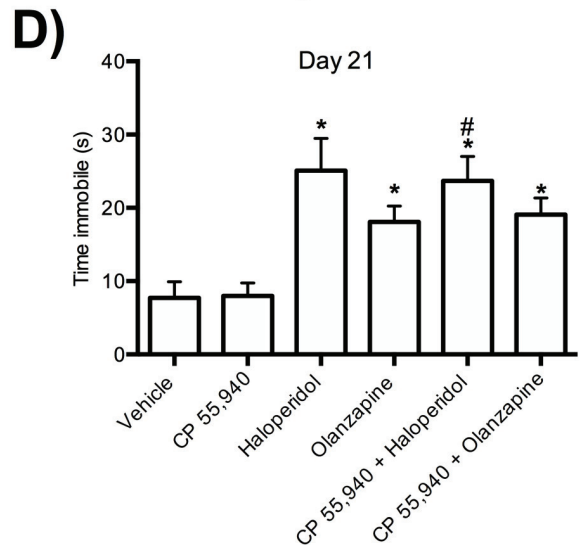 D)
Day 21
Time immobile (s)
40
30
20
10
0
*
*
#
*
*
Vehicle
CP 55,940
Haloperidol
Olanzapine
CP 55,940 + Haloperidol
CP 55,940 + Olanzapine